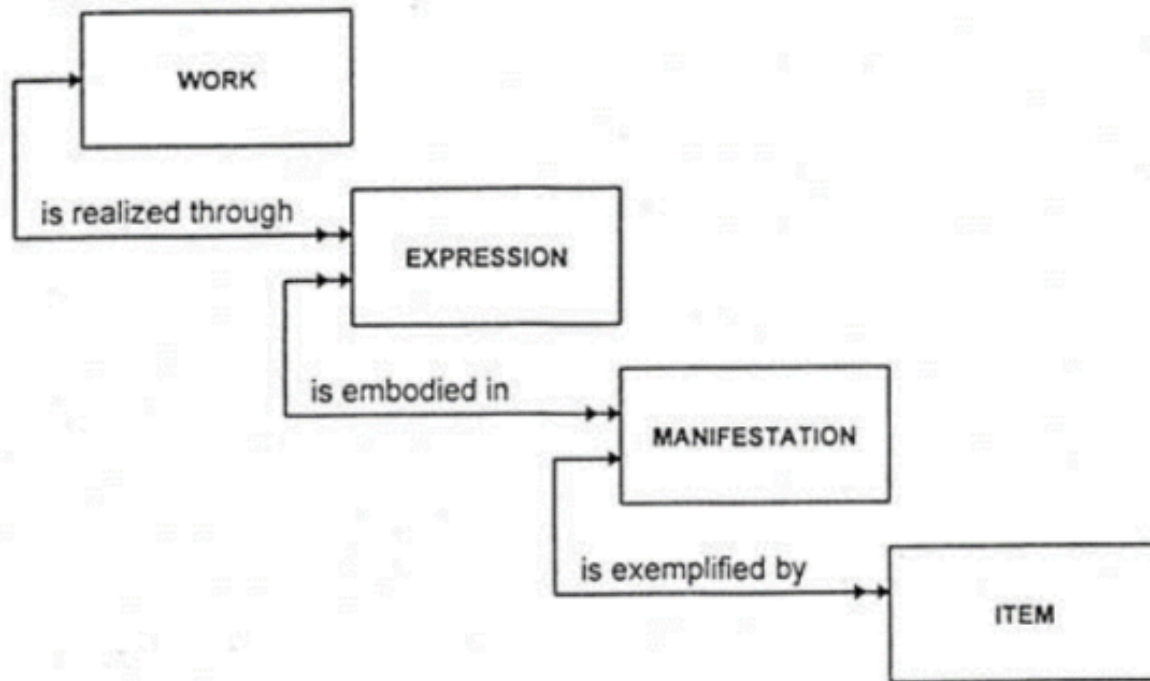 WORK
is realized through
EXPRESSION
is embodied in
MANIFESTATION
is exemplified by
ITEM